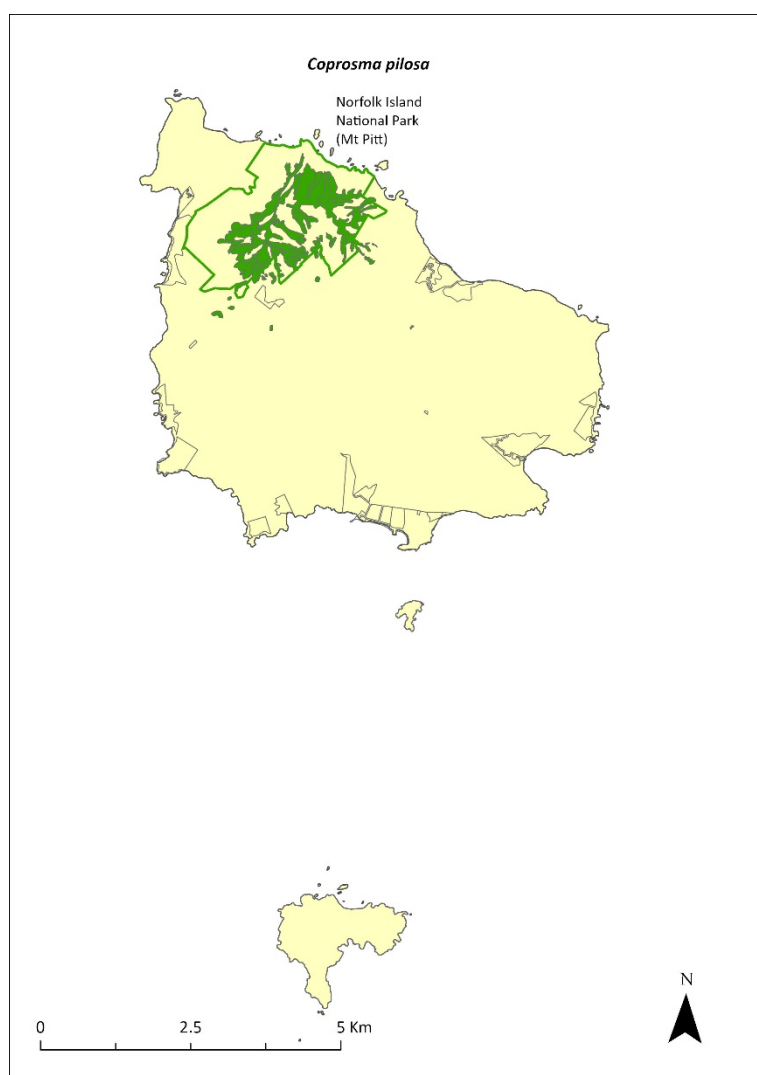 Coprosma pilosa
Norfolk Island
National Park
(Mt Pitt)
N
0 2.5 5 Km